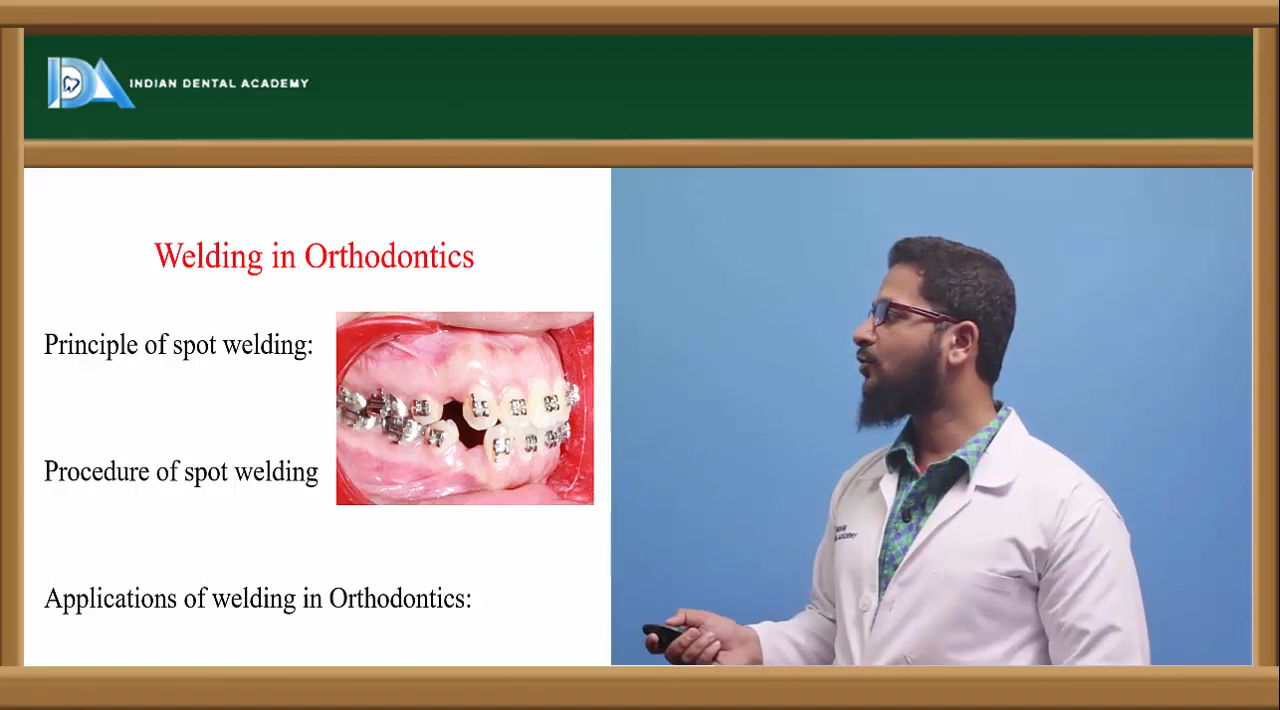 INDIAN DENTAL ACADEMY
Welding in Orthodontics
Principle of spot welding:
Procedure of spot welding
Applications of welding in Orthodontics: